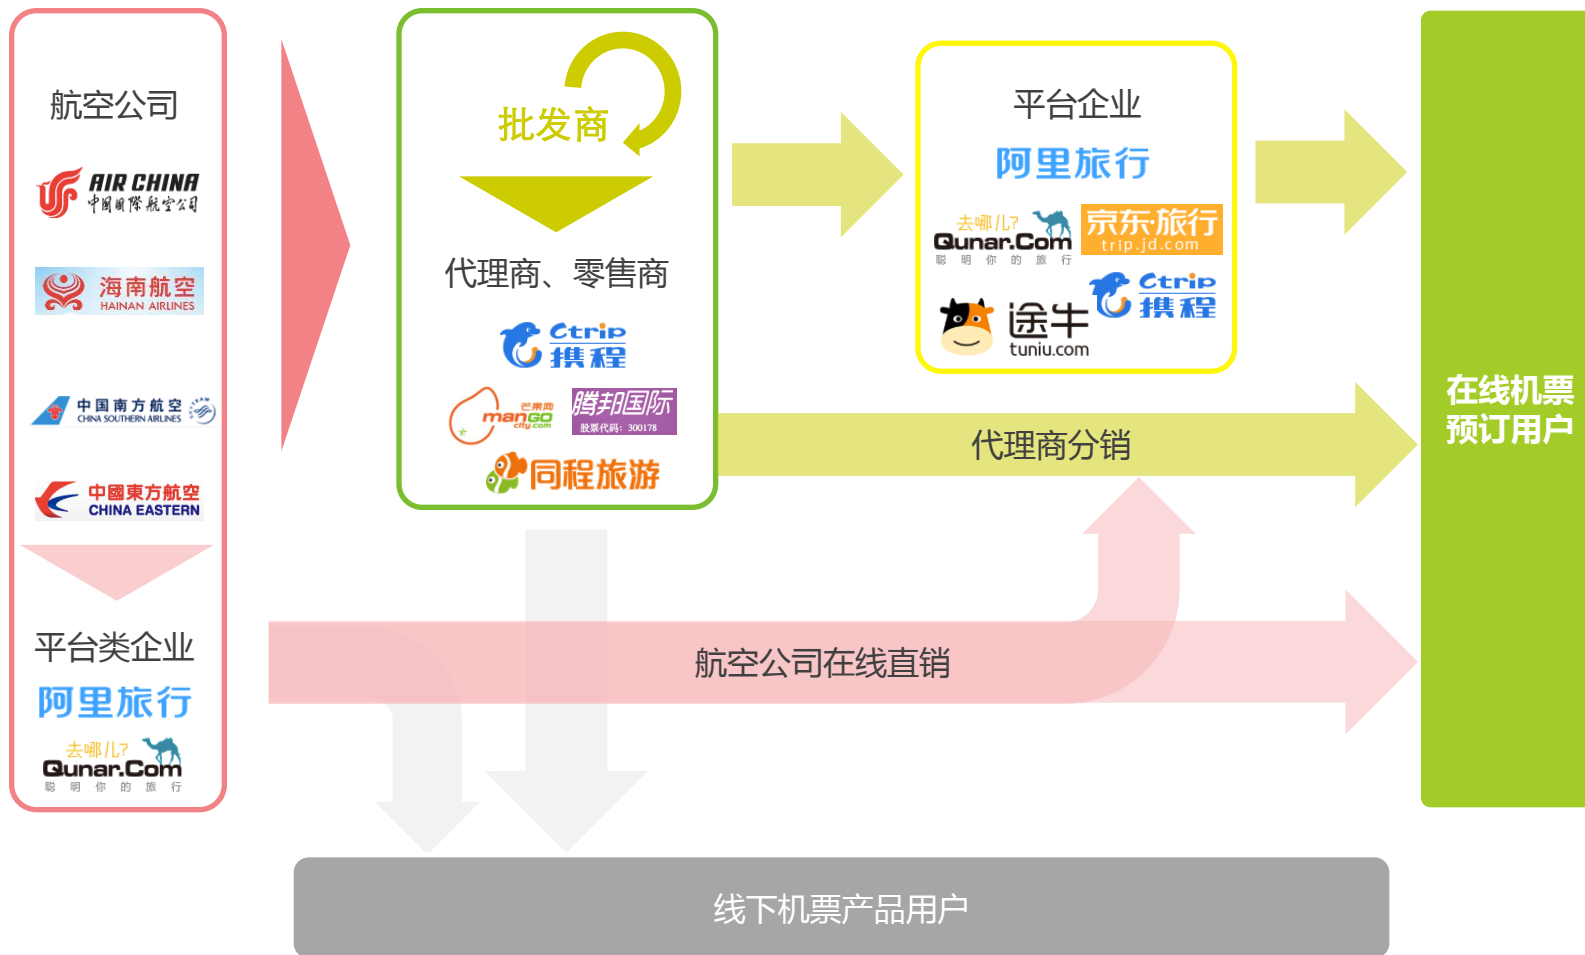 航空公司
AIR CHINA
中国国际航空公司
海南航空
HAINAN AIRLINES
中国南方航空
CHINA SOUTHERN AIRLINES
中國東方航空
CHINA EASTERN
平台类企业
阿里旅行
去哪儿?
Qunar.Com
聪明你的旅行
批发商
代理商、零售商
Ctrip
携程
芒果网
mangocity.com
腾邦国际
股票代码：300178
同程旅游
平台企业
阿里旅行
去哪儿?
Qunar.Com
聪明你的旅行
京东·旅行
trip.jd.com
途牛
tuniu.com
Ctrip
携程
代理商分销
航空公司在线直销
在线机票
预订用户
线下机票产品用户